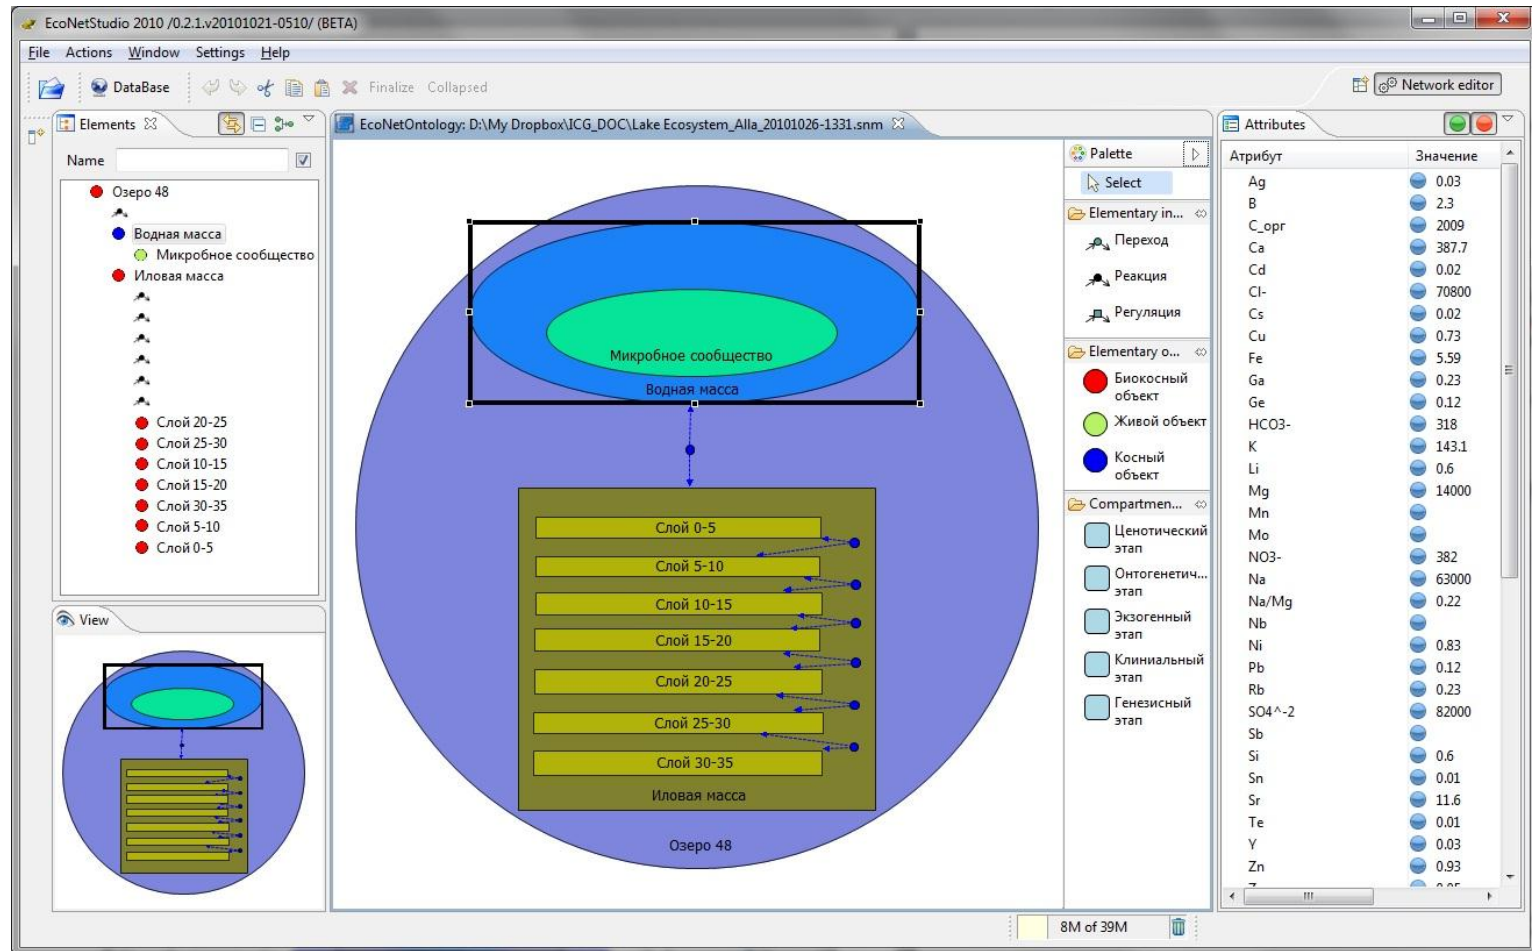 EcoNetStudio 2010 /0.2.1.v20101021-0510/ (BETA)
File Actions Window Settings Help
DataBase Finalize Collapsed Network editor
Elements
Name
Озеро 48
Водная масса
Микробное сообщество
Иловая масса
Слой 20-25
Слой 25-30
Слой 10-15
Слой 15-20
Слой 30-35
Слой 5-10
Слой 0-5
View
EcoNetOntology: D:\My Dropbox\ICG_DOC\Lake Ecosystem_Alla_20101026-1331.snm
Микробное сообщество
Водная масса
Слой 0-5
Слой 5-10
Слой 10-15
Слой 15-20
Слой 20-25
Слой 25-30
Слой 30-35
Иловая масса
Озеро 48
Palette
Select
Elementary in...
Переход
Реакция
Регуляция
Elementary o...
Биокосный
объект
Живой объект
Косный
объект
Compartmen...
Ценотический
этап
Онтогенетич...
этап
Экзогенный
этап
Клиниальный
этап
Генезисный
этап
Attributes
Атрибут Значение
Ag 0.03
B 2.3
C_opr 2009
Ca 387.7
Cd 0.02
Cl- 70800
Cs 0.02
Cu 0.73
Fe 5.59
Ga 0.23
Ge 0.12
HCO3- 318
K 143.1
Li 0.6
Mg 14000
Mn
Mo
NO3- 382
Na 63000
Na/Mg 0.22
Nb
Ni 0.83
Pb 0.12
Rb 0.23
SO4^-2 82000
Sb
Si 0.6
Sn 0.01
Sr 11.6
Te 0.01
Y 0.03
Zn 0.93
8M of 39M